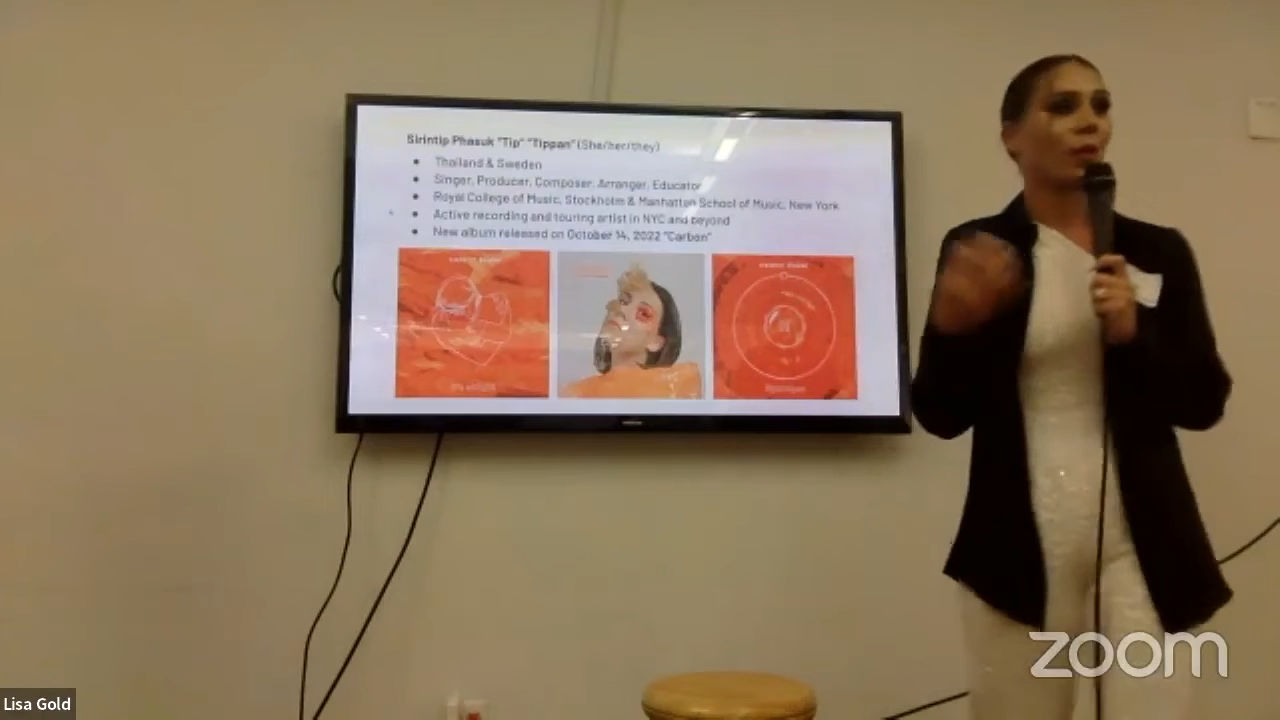 Sirintip Phasuk "Tip" "Tippan" (She/her/they)
Thailand & Sweden
Singer, Producer, Composer, Arranger, Educator
Royal College of Music, Stockholm & Manhattan School of Music, New York
Active recording and touring artist in NYC and beyond
New album released on October 14, 2022 "Carbon"
zoom
Lisa Gold